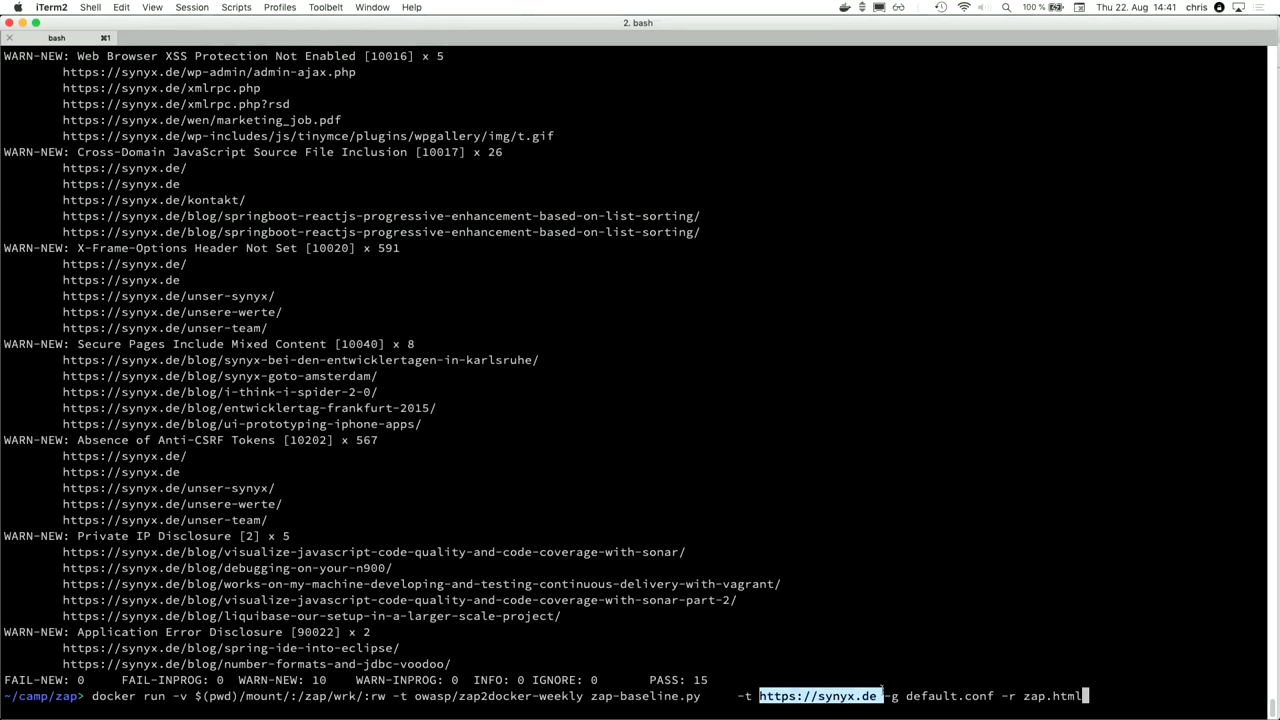 iTerm2 Shell Edit View Session Scripts Profiles Toolbelt Window Help 100 % Thu 22. Aug 14:41 chris
2. bash
bash ⌘1
WARN-NEW: Web Browser XSS Protection Not Enabled [10016] x 5
https://synyx.de/wp-admin/admin-ajax.php
https://synyx.de/xmlrpc.php
https://synyx.de/xmlrpc.php?rsd
https://synyx.de/wen/marketing_job.pdf
https://synyx.de/wp-includes/js/tinymce/plugins/wpgallery/img/t.gif
WARN-NEW: Cross-Domain JavaScript Source File Inclusion [10017] x 26
https://synyx.de/
https://synyx.de
https://synyx.de/kontakt/
https://synyx.de/blog/springboot-reactjs-progressive-enhancement-based-on-list-sorting/
https://synyx.de/blog/springboot-reactjs-progressive-enhancement-based-on-list-sorting/
WARN-NEW: X-Frame-Options Header Not Set [10020] x 591
https://synyx.de/
https://synyx.de
https://synyx.de/unser-synyx/
https://synyx.de/unsere-werte/
https://synyx.de/unser-team/
WARN-NEW: Secure Pages Include Mixed Content [10040] x 8
https://synyx.de/blog/synyx-bei-den-entwicklertagen-in-karlsruhe/
https://synyx.de/blog/synyx-goto-amsterdam/
https://synyx.de/blog/i-think-i-spider-2-0/
https://synyx.de/blog/entwicklertag-frankfurt-2015/
https://synyx.de/blog/ui-prototyping-iphone-apps/
WARN-NEW: Absence of Anti-CSRF Tokens [10202] x 567
https://synyx.de/
https://synyx.de
https://synyx.de/unser-synyx/
https://synyx.de/unsere-werte/
https://synyx.de/unser-team/
WARN-NEW: Private IP Disclosure [2] x 5
https://synyx.de/blog/visualize-javascript-code-quality-and-code-coverage-with-sonar/
https://synyx.de/blog/debugging-on-your-n900/
https://synyx.de/blog/works-on-my-machine-developing-and-testing-continuous-delivery-with-vagrant/
https://synyx.de/blog/visualize-javascript-code-quality-and-code-coverage-with-sonar-part-2/
https://synyx.de/blog/liquibase-our-setup-in-a-larger-scale-project/
WARN-NEW: Application Error Disclosure [90022] x 2
https://synyx.de/blog/spring-ide-into-eclipse/
https://synyx.de/blog/number-formats-and-jdbc-voodoo/
FAIL-NEW: 0 FAIL-INPROG: 0 WARN-NEW: 10 WARN-INPROG: 0 INFO: 0 IGNORE: 0 PASS: 15
~/camp/zap> docker run -v $(pwd)/mount/:/zap/wrk/:rw -t owasp/zap2docker-weekly zap-baseline.py -t https://synyx.de -g default.conf -r zap.html